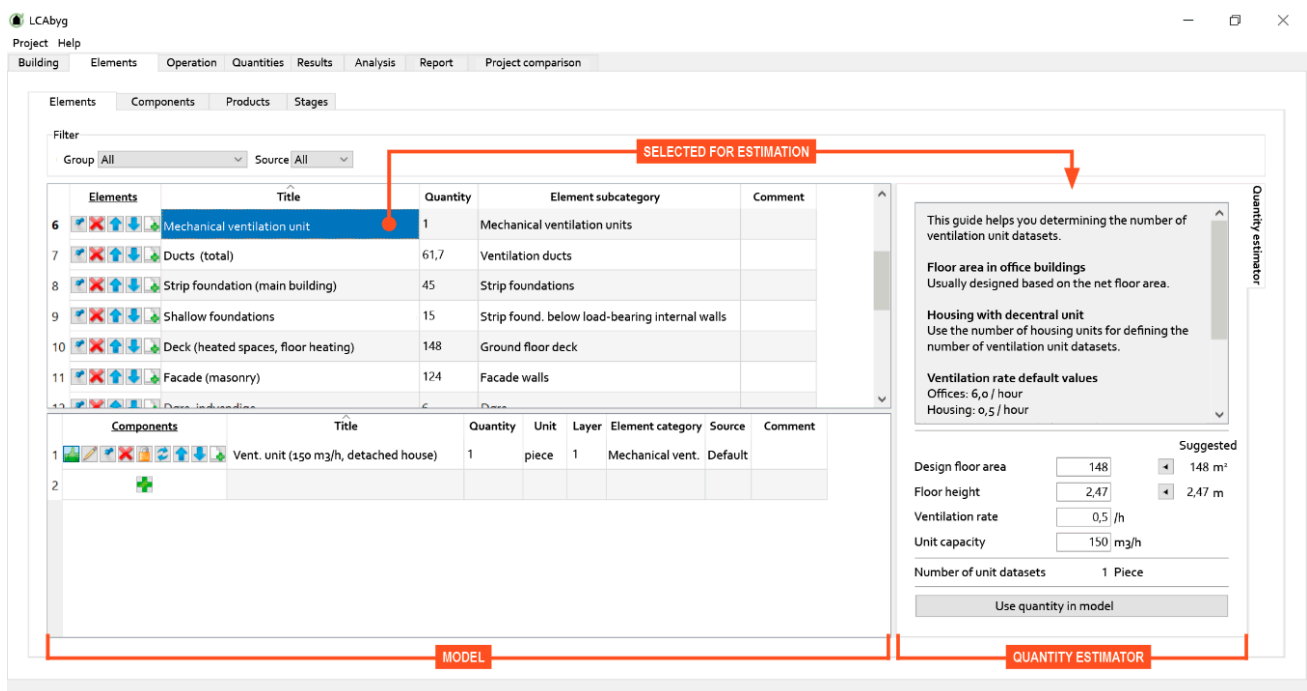 LCAbyg
Project Help
Building Elements Operation Quantities Results Analysis Report Project comparison
Elements Components Products Stages
Filter
Group All Source All
SELECTED FOR ESTIMATION
Elements Title Quantity Element subcategory Comment
6 Mechanical ventilation unit 1 Mechanical ventilation units
7 Ducts (total) 61,7 Ventilation ducts
8 Strip foundation (main building) 45 Strip foundations
9 Shallow foundations 15 Strip found. below load-bearing internal walls
10 Deck (heated spaces, floor heating) 148 Ground floor deck
11 Facade (masonry) 124 Facade walls
Components Title Quantity Unit Layer Element category Source Comment
1 Vent. unit (150 m3/h, detached house) 1 piece 1 Mechanical vent. Default
2
MODEL
Quantity estimator
This guide helps you determining the number of
ventilation unit datasets.
Floor area in office buildings
Usually designed based on the net floor area.
Housing with decentral unit
Use the number of housing units for defining the
number of ventilation unit datasets.
Ventilation rate default values
Offices: 6,0 / hour
Housing: 0,5 / hour
Suggested
Design floor area 148 148 m²
Floor height 2,47 2,47 m
Ventilation rate 0,5 /h
Unit capacity 150 m3/h
Number of unit datasets 1 Piece
Use quantity in model
QUANTITY ESTIMATOR